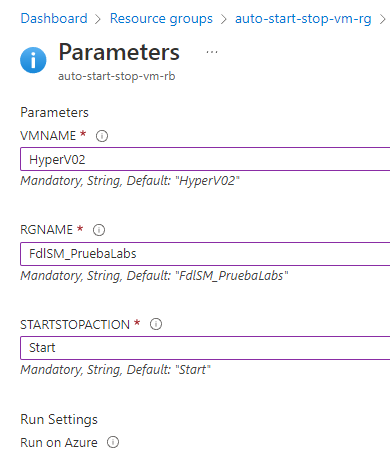 Dashboard > Resource groups > auto-start-stop-vm-rg >
Parameters ...
auto-start-stop-vm-rb
Parameters
VMNAME *
HyperV02
Mandatory, String, Default: "HyperV02"
RGNAME *
FdlSM_PruebaLabs
Mandatory, String, Default: "FdlSM_PruebaLabs"
STARTSTOPACTION *
Start
Mandatory, String, Default: "Start"
Run Settings
Run on Azure